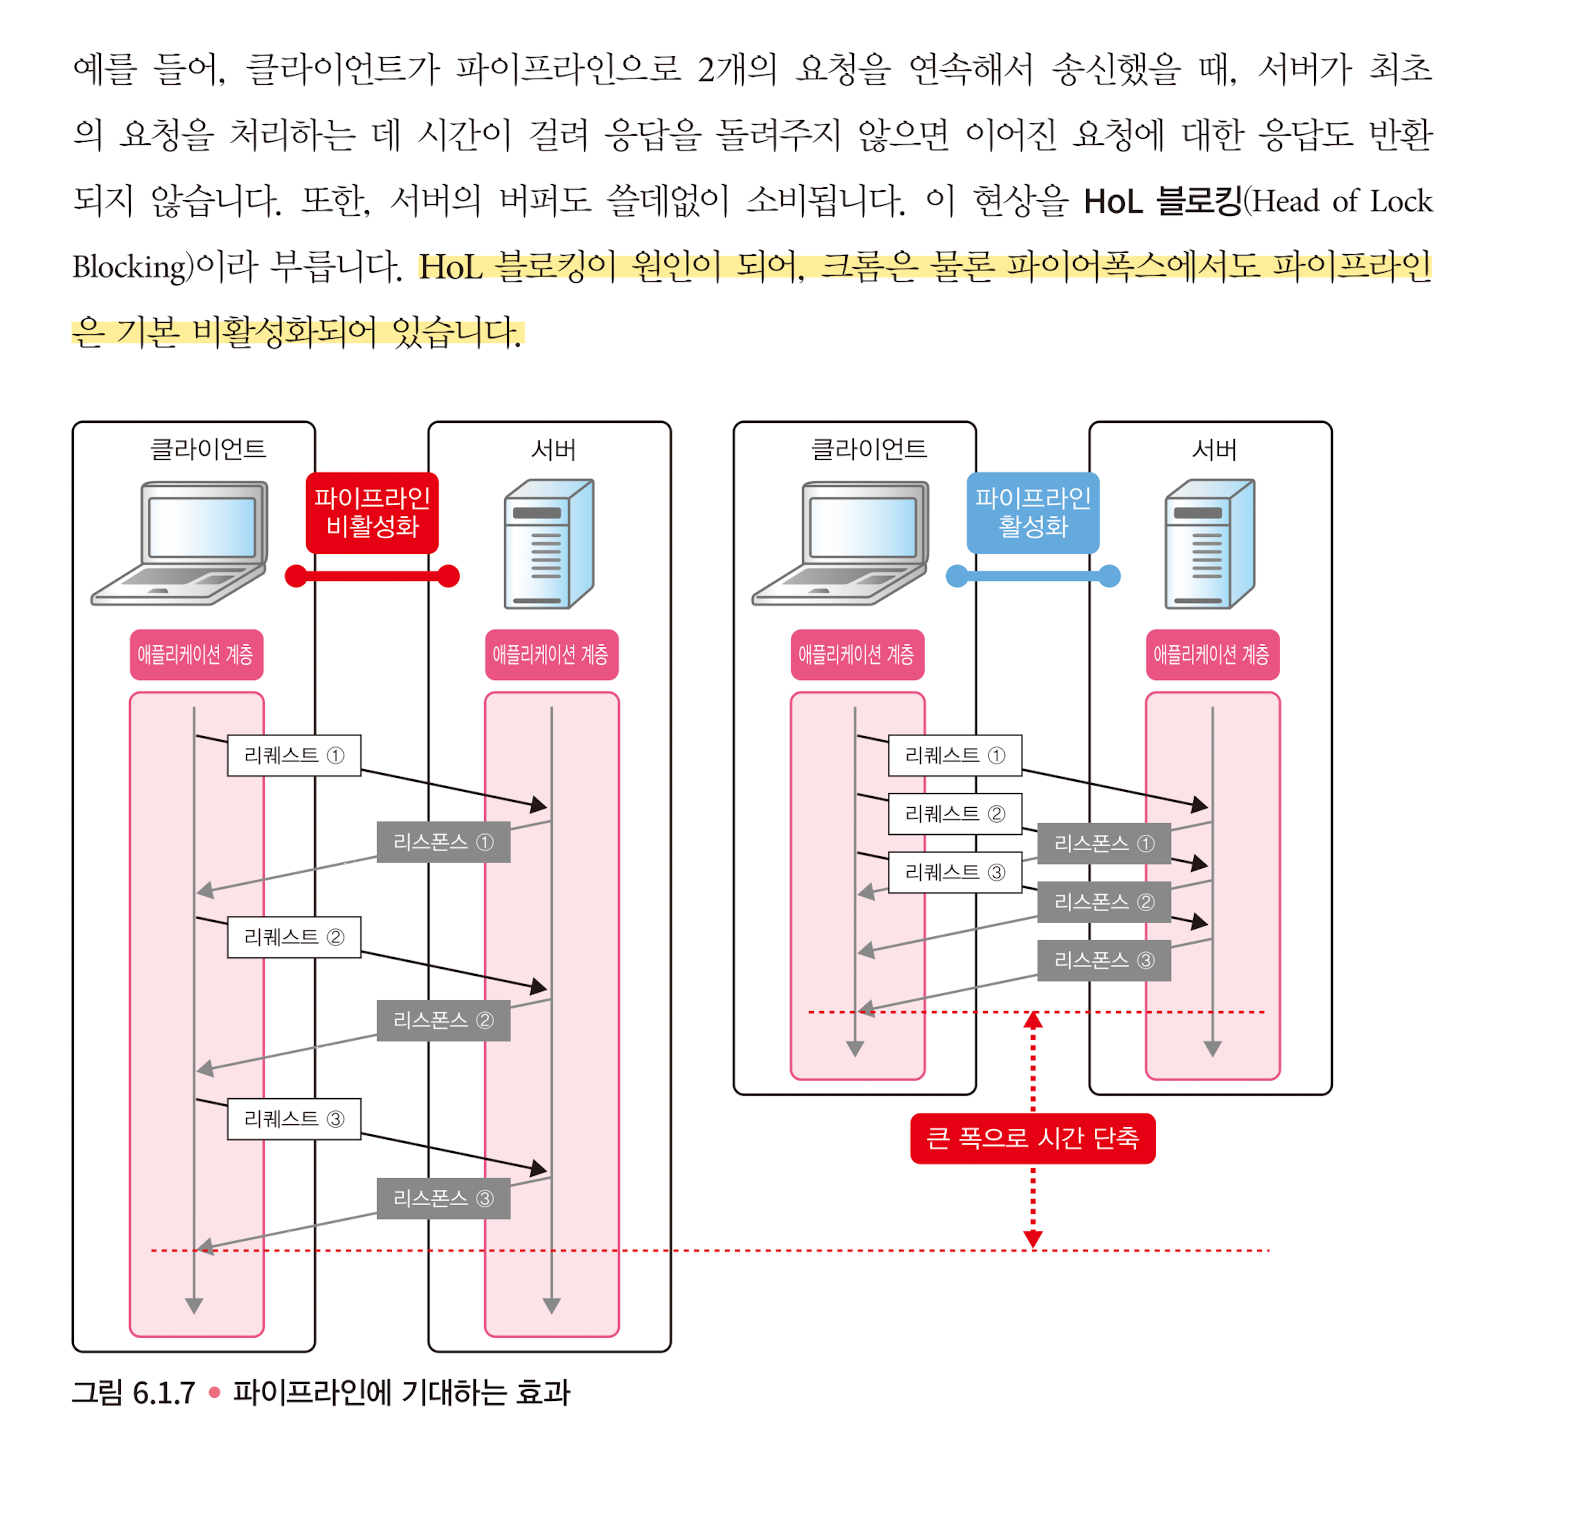 예를 들어, 클라이언트가 파이프라인으로 2개의 요청을 연속해서 송신했을 때, 서버가 최초
의 요청을 처리하는 데 시간이 걸려 응답을 돌려주지 않으면 이어진 요청에 대한 응답도 반환
되지 않습니다. 또한, 서버의 버퍼도 쓸데없이 소비됩니다. 이 현상을 HoL 블로킹(Head of Lock
Blocking)이라 부릅니다. HoL 블로킹이 원인이 되어, 크롬은 물론 파이어폭스에서도 파이프라인
은 기본 비활성화되어 있습니다.
클라이언트
서버
파이프라인
비활성화
애플리케이션 계층
애플리케이션 계층
리퀘스트 ①
리스폰스 ①
리퀘스트 ②
리스폰스 ②
리퀘스트 ③
리스폰스 ③
클라이언트
서버
파이프라인
활성화
애플리케이션 계층
애플리케이션 계층
리퀘스트 ①
리퀘스트 ②
리스폰스 ①
리퀘스트 ③
리스폰스 ②
리스폰스 ③
큰 폭으로 시간 단축
그림 6.1.7 • 파이프라인에 기대하는 효과